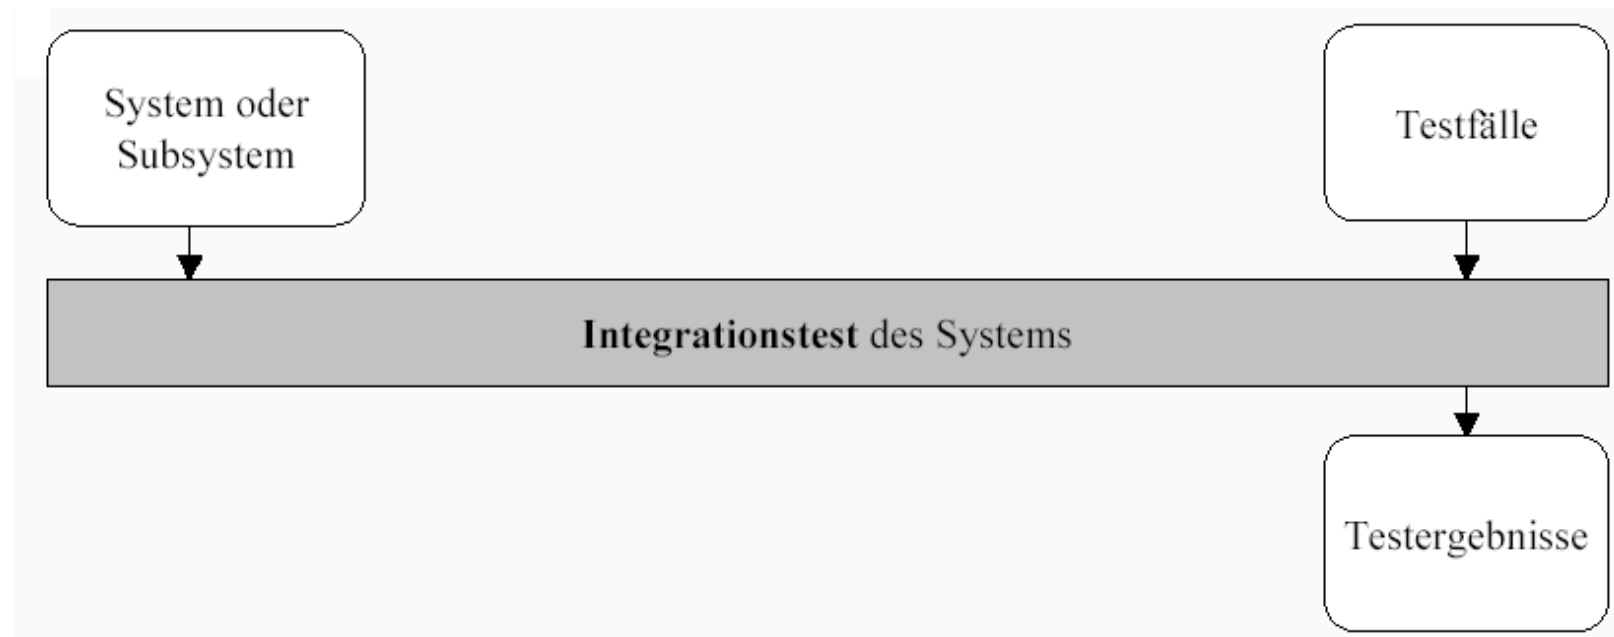 System oder
Subsystem
Testfälle
Integrationstest des Systems
Testergebnisse